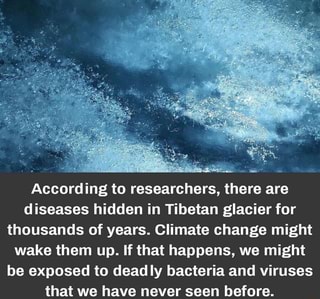 According to researchers, there are
diseases hidden in Tibetan glacier for
thousands of years. Climate change might
wake them up. If that happens, we might
be exposed to deadly bacteria and viruses
that we have never seen before.